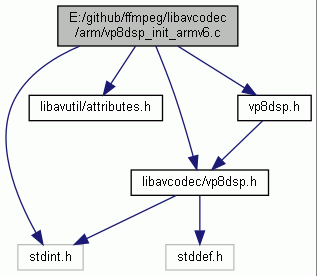 E:/github/ffmpeg/libavcodec
/arm/vp8dsp_init_armv6.c
libavutil/attributes.h
vp8dsp.h
libavcodec/vp8dsp.h
stdint.h
stddef.h